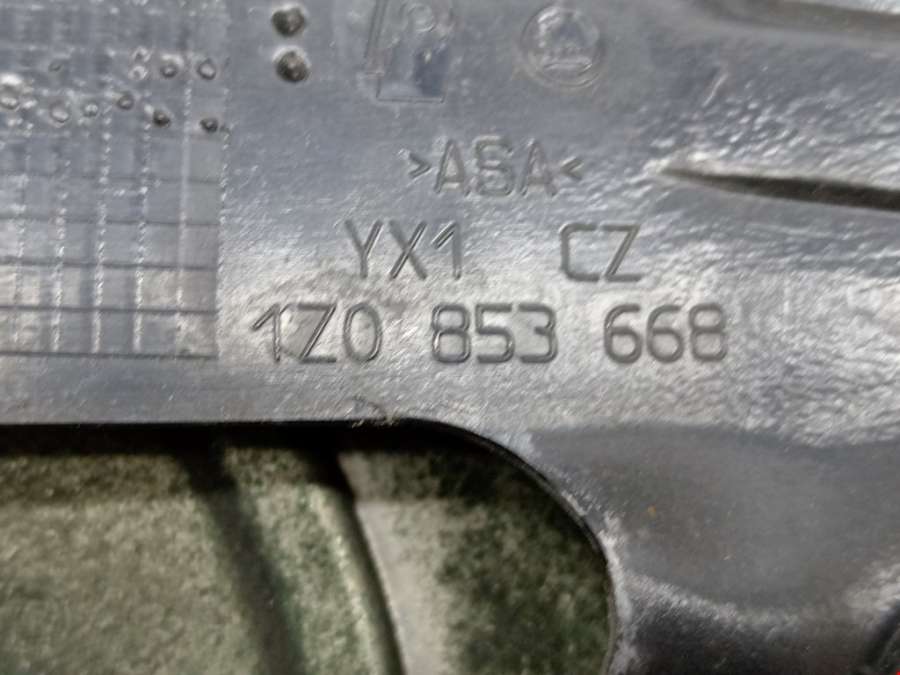 >ASA<
YX1 CZ
1Z0 853 668